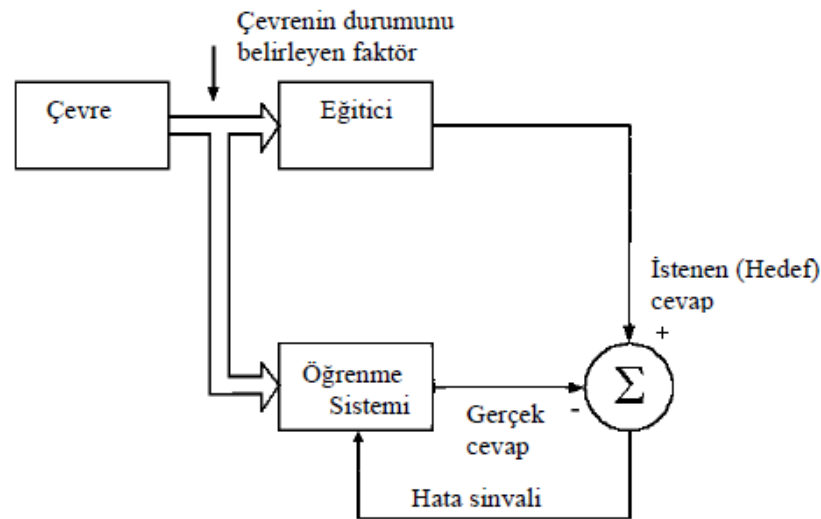 Çevrenin durumunu
belirleyen faktör
Çevre
Eğitici
İstenen (Hedef)
cevap
+
Öğrenme
Sistemi
Σ
-
Gerçek
cevap
Hata sinvali